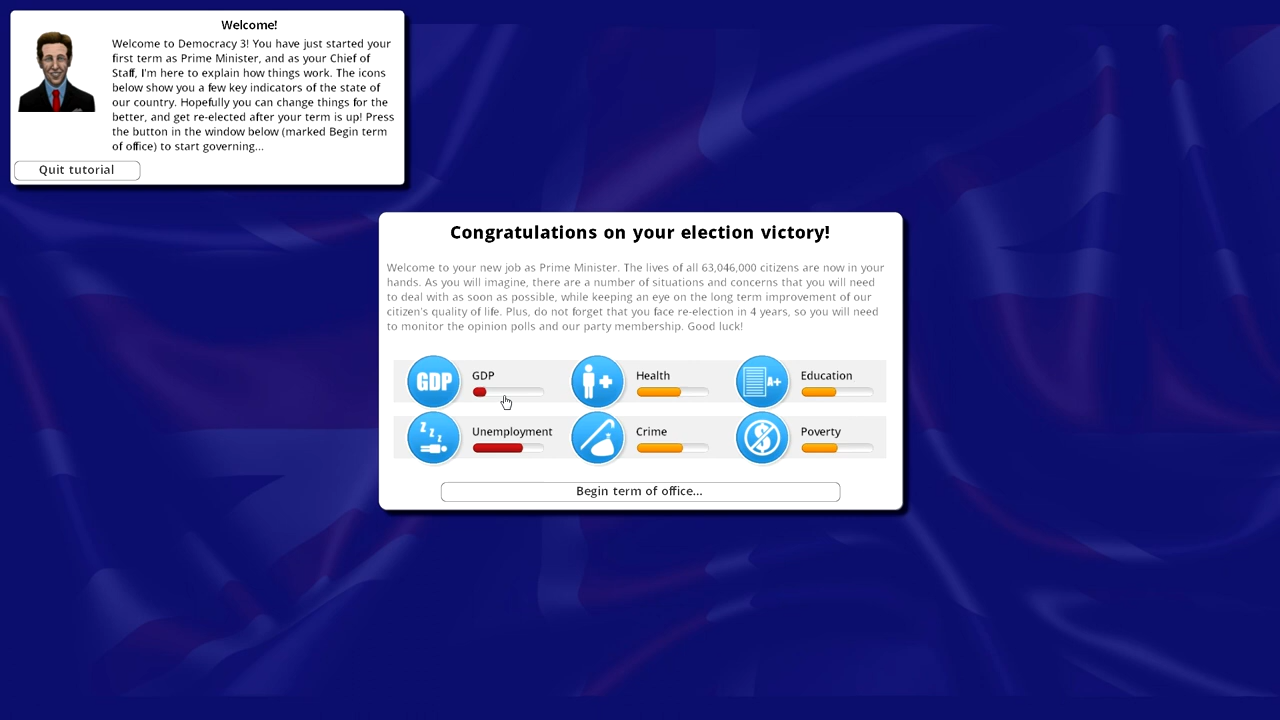 Welcome!
Welcome to Democracy 3! You have just started your
first term as Prime Minister, and as your Chief of
Staff, I'm here to explain how things work. The icons
below show you a few key indicators of the state of
our country. Hopefully you can change things for the
better, and get re-elected after your term is up! Press
the button in the window below (marked Begin term
of office) to start governing...
Quit tutorial
Congratulations on your election victory!
Welcome to your new job as Prime Minister. The lives of all 63,046,000 citizens are now in your
hands. As you will imagine, there are a number of situations and concerns that you will need
to deal with as soon as possible, while keeping an eye on the long term improvement of our
citizen's quality of life. Plus, do not forget that you face re-election in 4 years, so you will need
to monitor the opinion polls and our party membership. Good luck!
GDP GDP
Health
A+ Education
Z Z Z Unemployment
Crime
$ Poverty
Begin term of office...